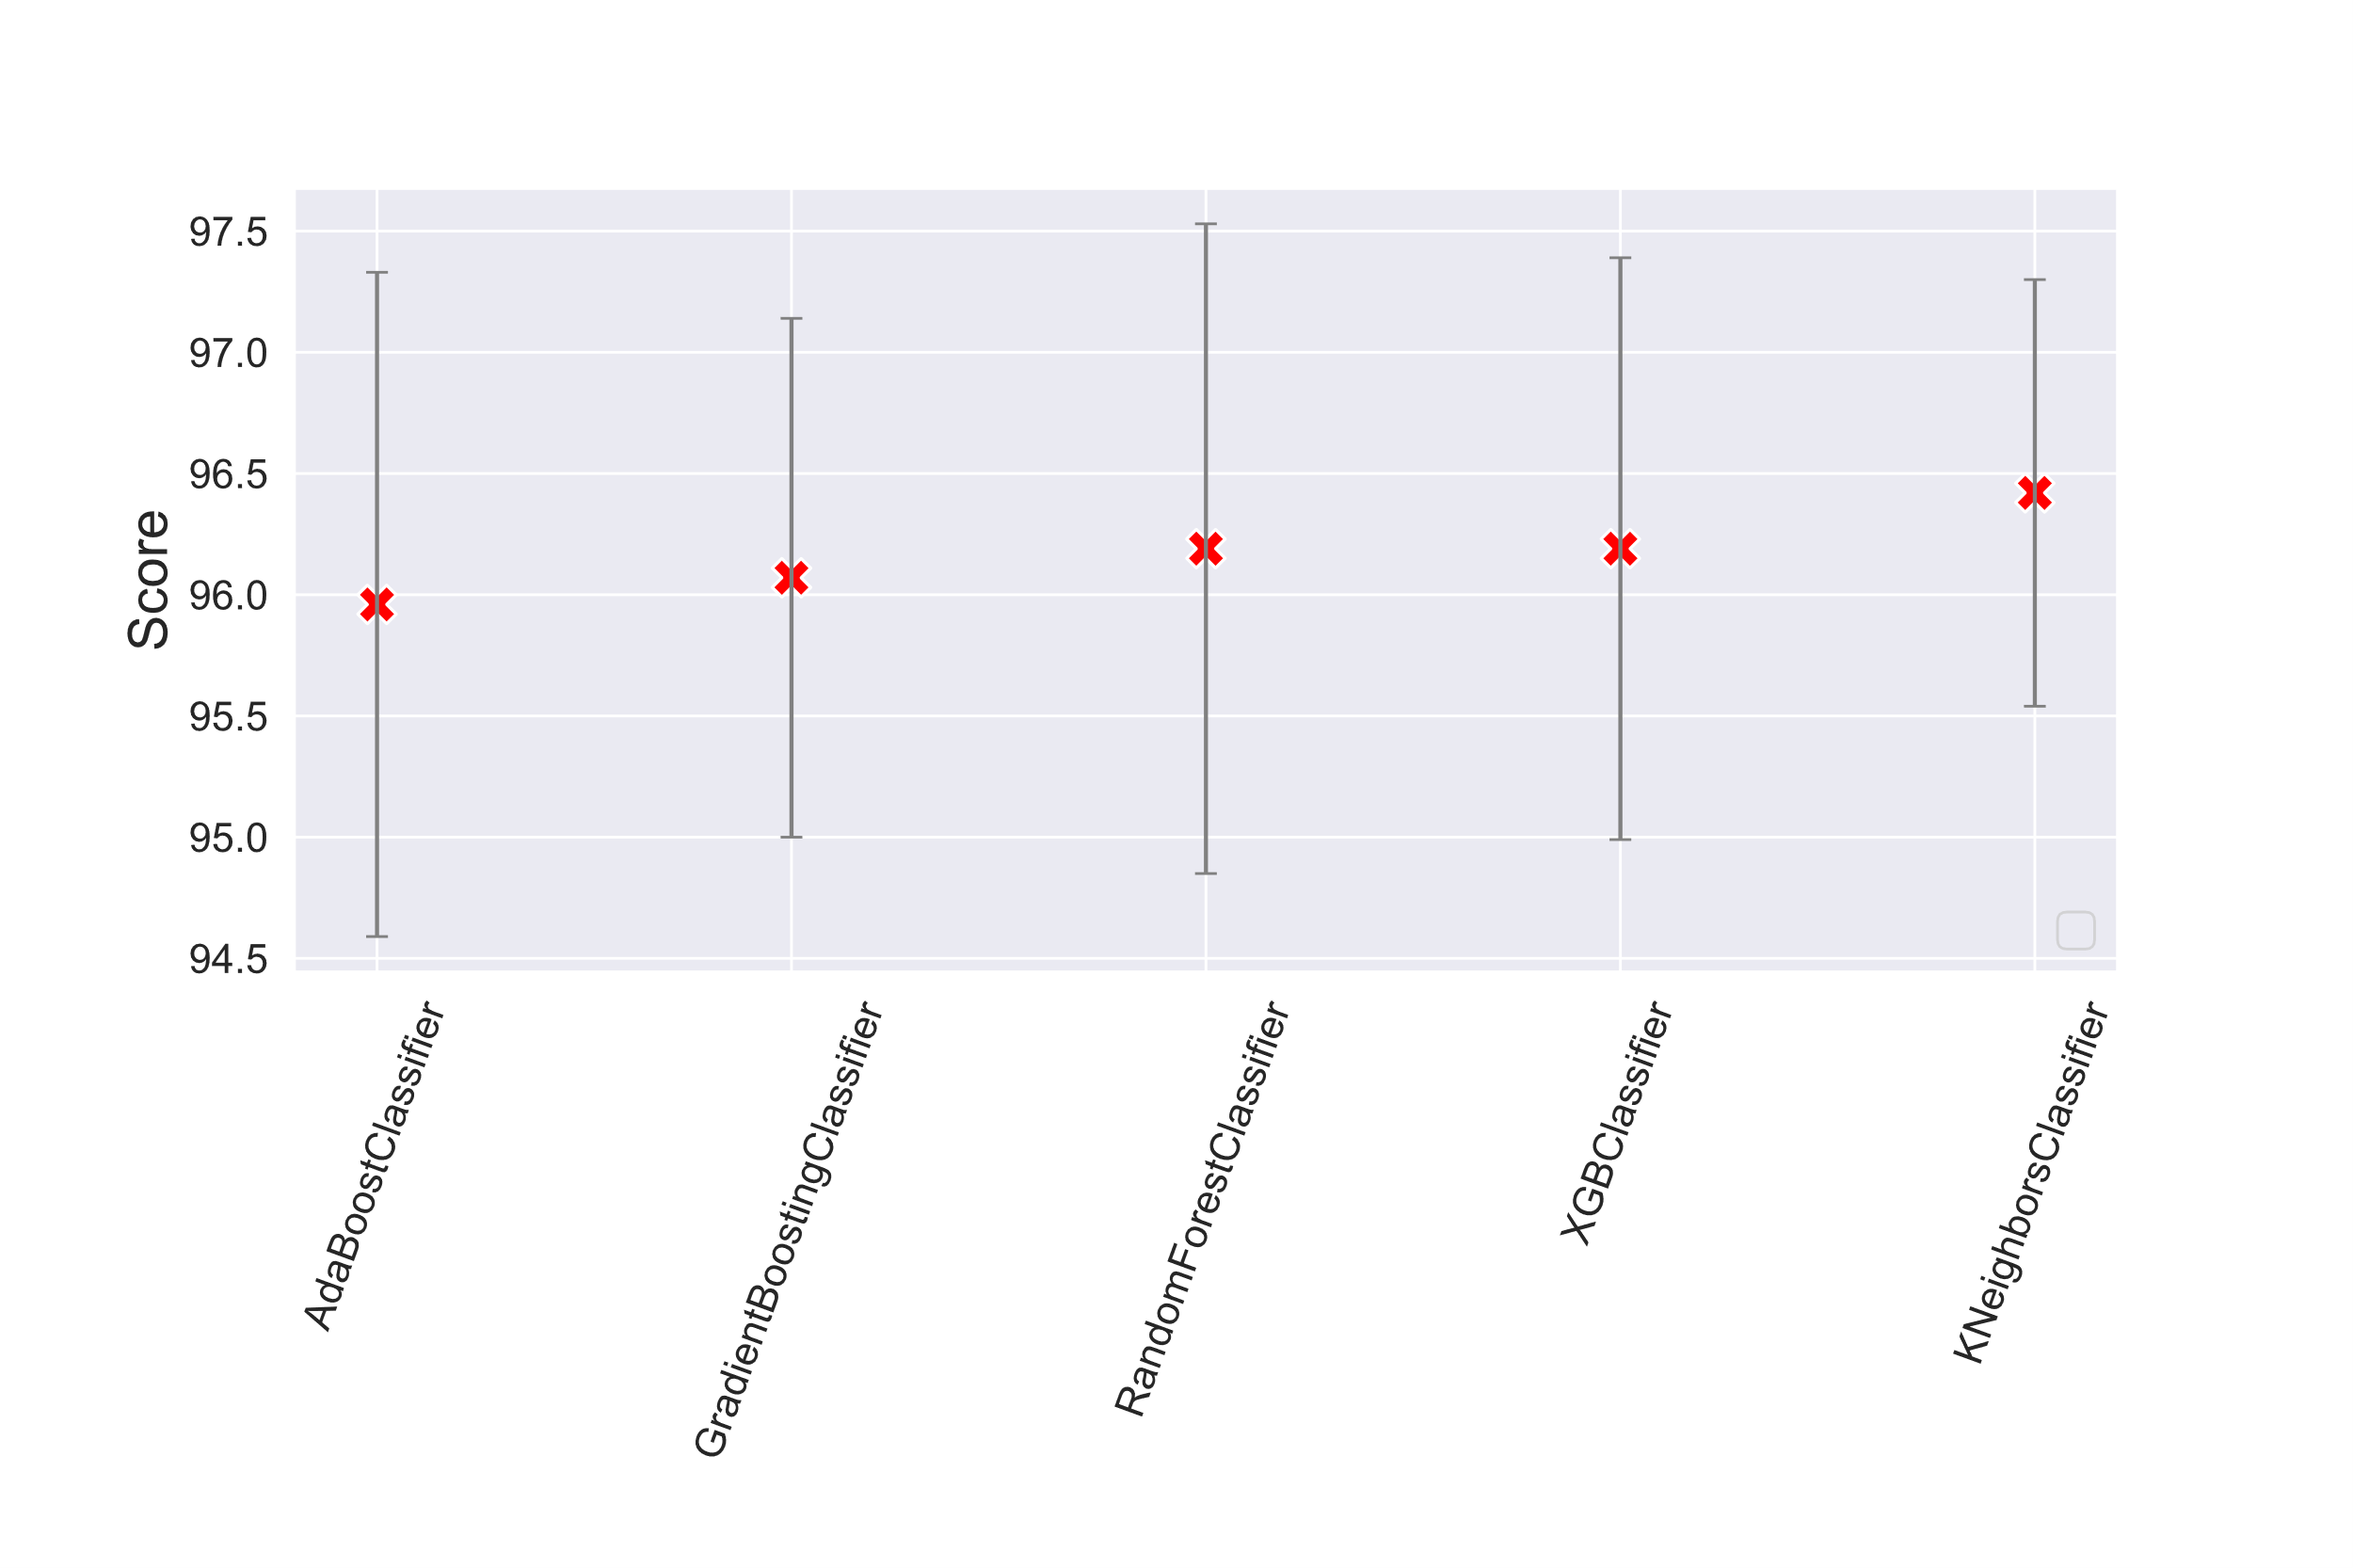 Score
97.5
97.0
96.5
96.0
95.5
95.0
94.5
AdaBoostClassifier
GradientBoostingClassifier
RandomForestClassifier
XGBClassifier
KNeighborsClassifier